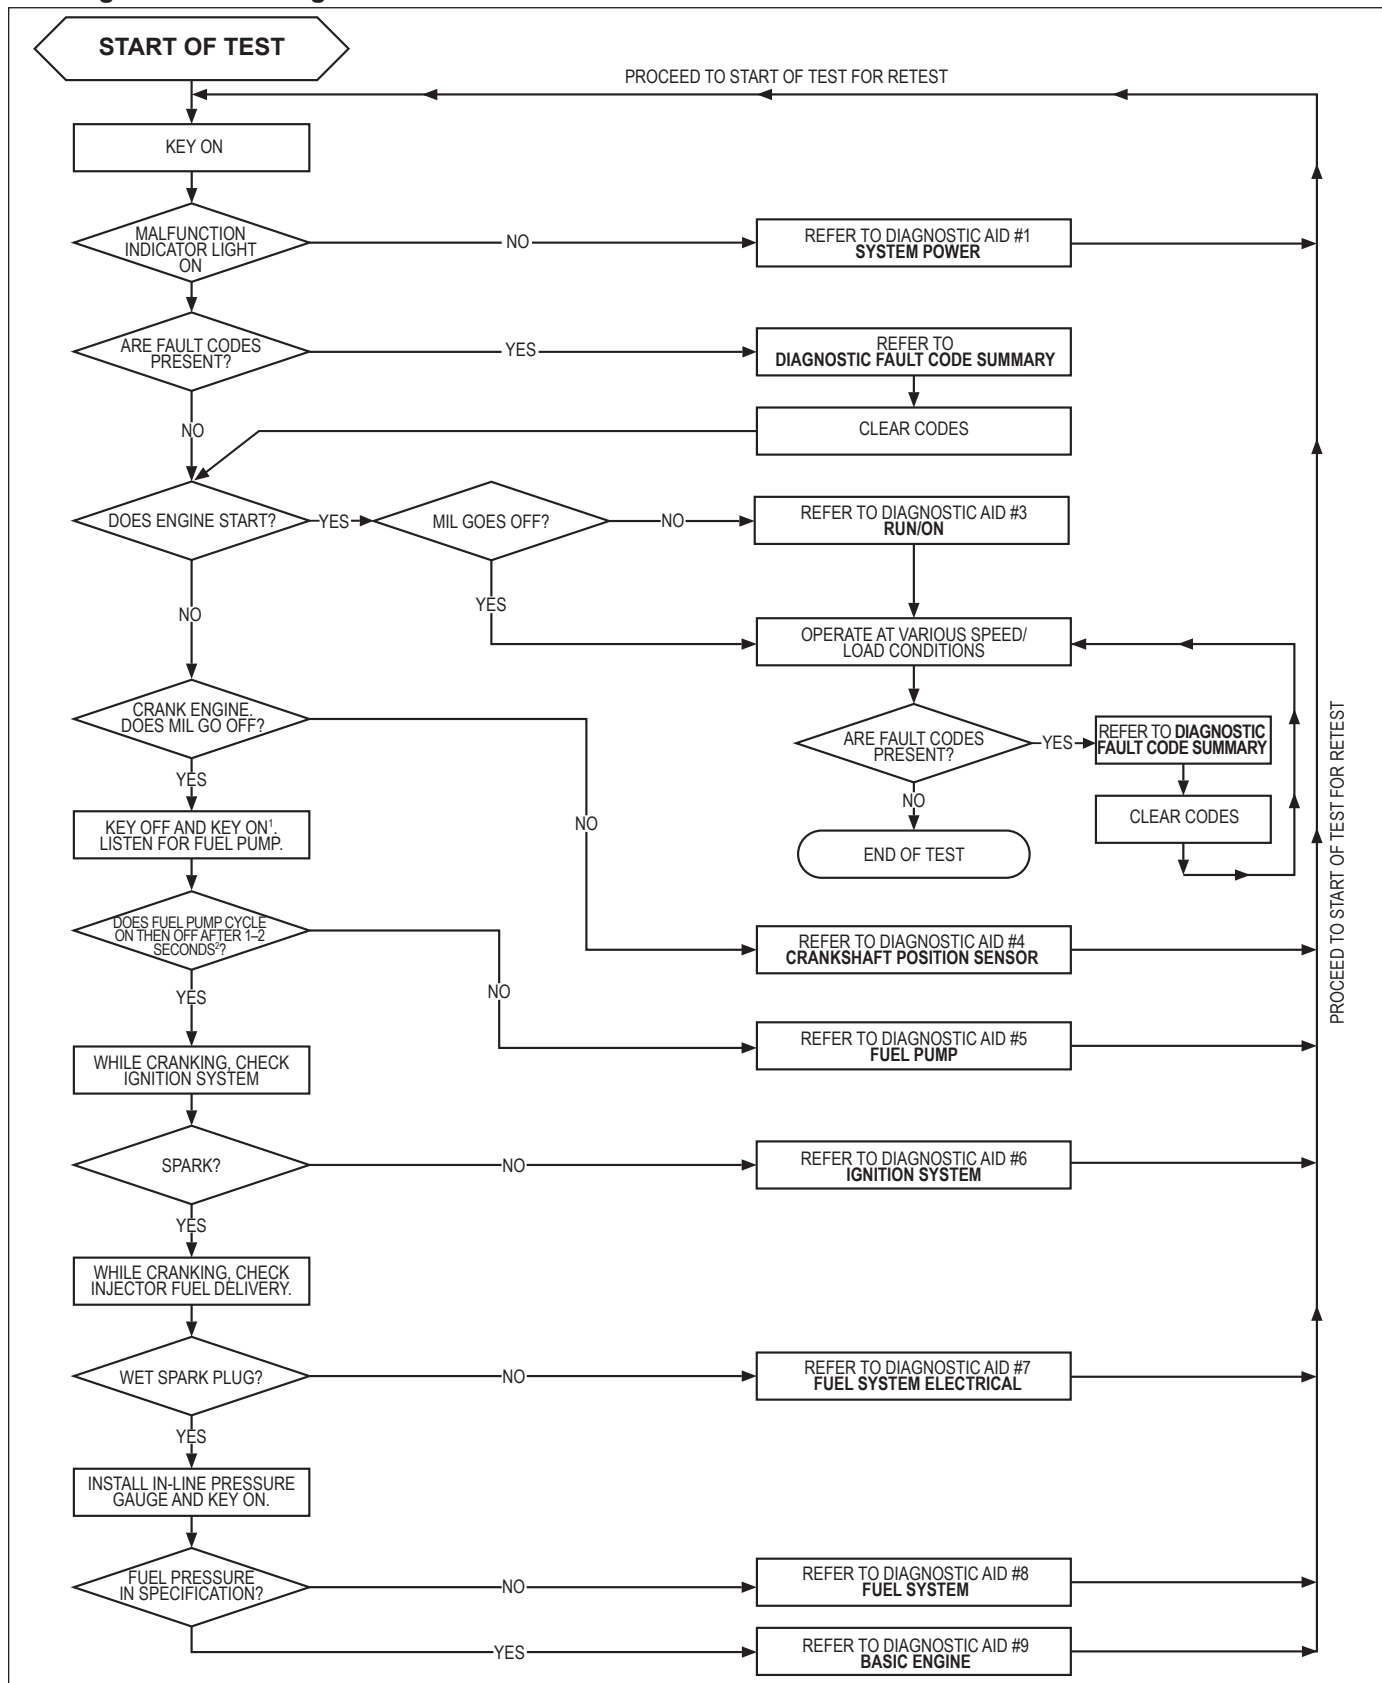 START OF TEST
PROCEED TO START OF TEST FOR RETEST
KEY ON
MALFUNCTION
INDICATOR LIGHT
ON
NO
REFER TO DIAGNOSTIC AID #1
SYSTEM POWER
ARE FAULT CODES
PRESENT?
YES
REFER TO
DIAGNOSTIC FAULT CODE SUMMARY
NO
CLEAR CODES
DOES ENGINE START?
YES
MIL GOES OFF?
NO
REFER TO DIAGNOSTIC AID #3
RUN/ON
YES
NO
OPERATE AT VARIOUS SPEED/
LOAD CONDITIONS
CRANK ENGINE.
DOES MIL GO OFF?
ARE FAULT CODES
PRESENT?
YES
REFER TO DIAGNOSTIC
FAULT CODE SUMMARY
YES
NO
CLEAR CODES
KEY OFF AND KEY ON¹.
LISTEN FOR FUEL PUMP.
NO
END OF TEST
PROCEED TO START OF TEST FOR RETEST
DOES FUEL PUMP CYCLE
ON THEN OFF AFTER 1–2
SECONDS²?
REFER TO DIAGNOSTIC AID #4
CRANKSHAFT POSITION SENSOR
YES
NO
WHILE CRANKING, CHECK
IGNITION SYSTEM
REFER TO DIAGNOSTIC AID #5
FUEL PUMP
SPARK?
NO
REFER TO DIAGNOSTIC AID #6
IGNITION SYSTEM
YES
WHILE CRANKING, CHECK
INJECTOR FUEL DELIVERY.
WET SPARK PLUG?
NO
REFER TO DIAGNOSTIC AID #7
FUEL SYSTEM ELECTRICAL
YES
INSTALL IN-LINE PRESSURE
GAUGE AND KEY ON.
FUEL PRESSURE
IN SPECIFICATION?
NO
REFER TO DIAGNOSTIC AID #8
FUEL SYSTEM
YES
REFER TO DIAGNOSTIC AID #9
BASIC ENGINE